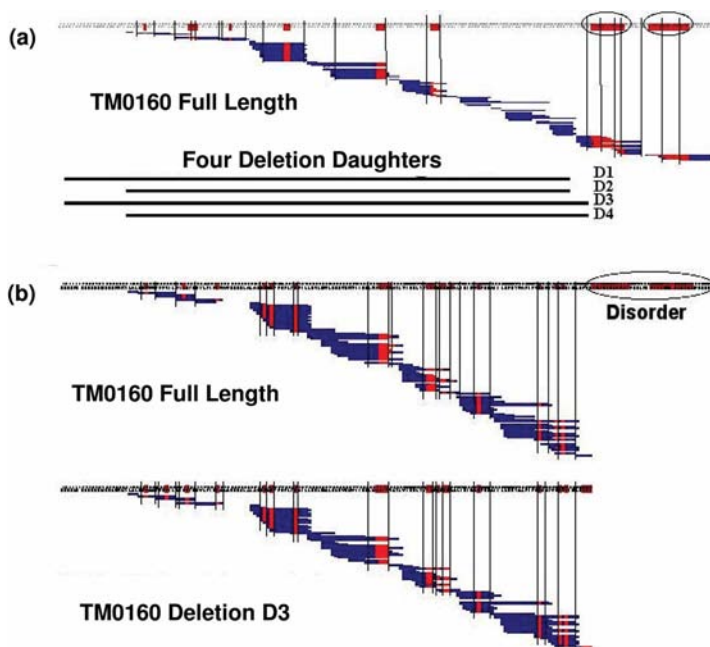 (a)
TM0160 Full Length
Four Deletion Daughters
D1
D2
D3
D4
(b)
Disorder
TM0160 Full Length
TM0160 Deletion D3